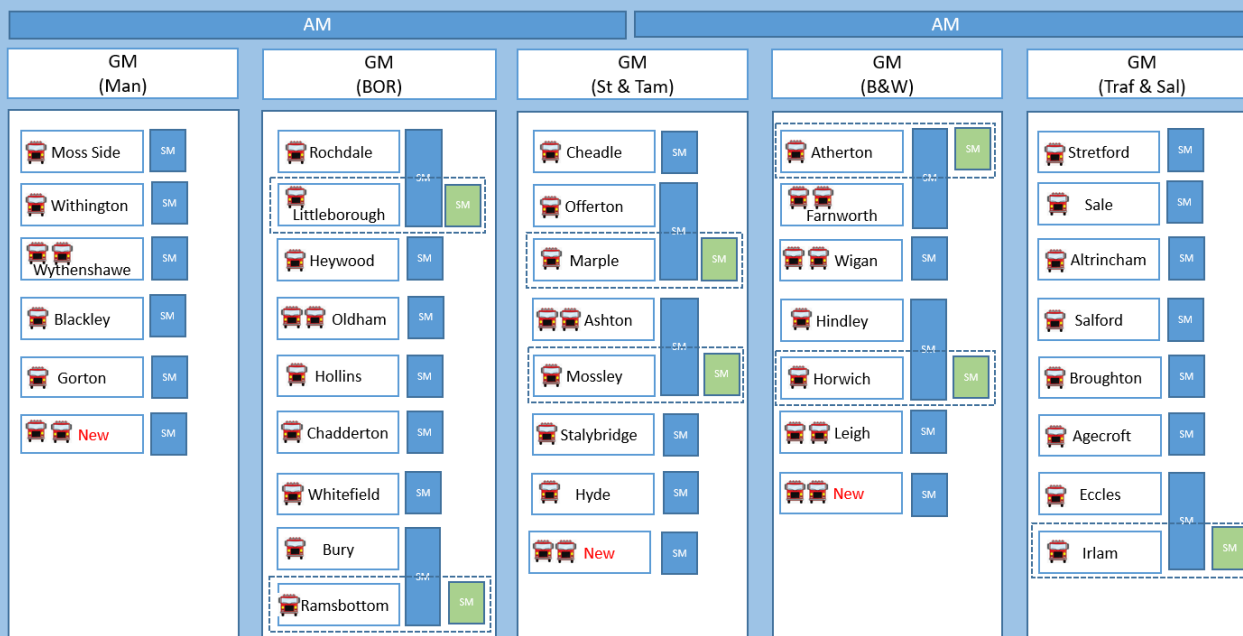 AM
AM
GM
(Man)
GM
(BOR)
GM
(St & Tam)
GM
(B&W)
GM
(Traf & Sal)
Moss Side
SM
Withington
SM
Wythenshawe
SM
Blackley
SM
Gorton
SM
New
SM
Rochdale
SM
Littleborough
SM
Heywood
SM
Oldham
SM
Hollins
SM
Chadderton
SM
Whitefield
SM
Bury
SM
Ramsbottom
SM
Cheadle
SM
Offerton
SM
Marple
SM
Ashton
SM
Mossley
SM
Stalybridge
SM
Hyde
SM
New
SM
Atherton
SM
SM
Farnworth
Wigan
SM
Hindley
SM
Horwich
SM
Leigh
SM
New
SM
Stretford
SM
Sale
SM
Altrincham
SM
Salford
SM
Broughton
SM
Agecroft
SM
Eccles
SM
Irlam
SM